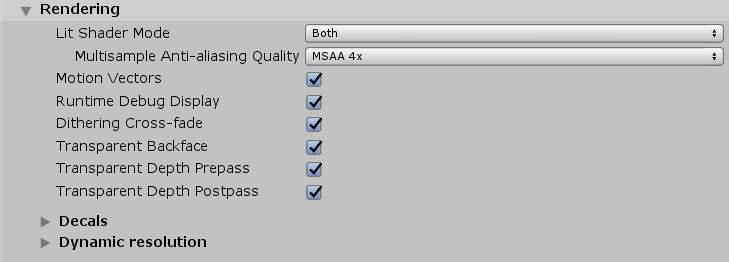 Rendering
Lit Shader Mode Both
Multisample Anti-aliasing Quality MSAA 4x
Motion Vectors
Runtime Debug Display
Dithering Cross-fade
Transparent Backface
Transparent Depth Prepass
Transparent Depth Postpass
Decals
Dynamic resolution